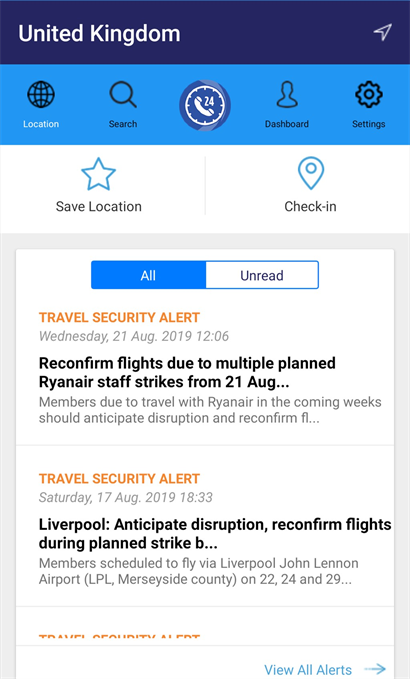 United Kingdom
24
Location
Search
Dashboard
Settings
Save Location
Check-in
All
Unread
TRAVEL SECURITY ALERT
Wednesday, 21 Aug. 2019 12:06
Reconfirm flights due to multiple planned
Ryanair staff strikes from 21 Aug...
Members due to travel with Ryanair in the coming weeks
should anticipate disruption and reconfirm fl...
TRAVEL SECURITY ALERT
Saturday, 17 Aug. 2019 18:33
Liverpool: Anticipate disruption, reconfirm flights
during planned strike b...
Members scheduled to fly via Liverpool John Lennon
Airport (LPL, Merseyside county) on 22, 24 and 29...
TRAVEL SECURITY ALERT
View All Alerts